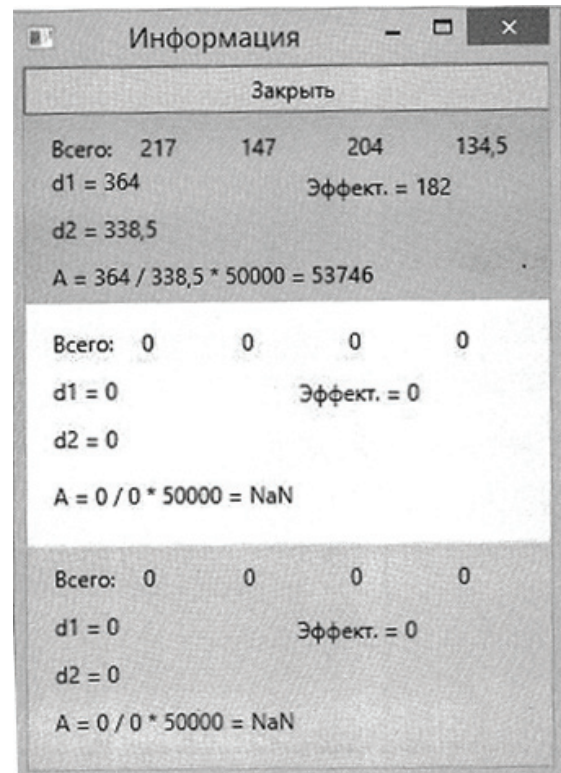 Информация
Закрыть
Всего: 217 147 204 134,5
d1 = 364 Эффект. = 182
d2 = 338,5
A = 364 / 338,5 * 50000 = 53746
Всего: 0 0 0 0
d1 = 0 Эффект. = 0
d2 = 0
A = 0 / 0 * 50000 = NaN
Всего: 0 0 0 0
d1 = 0 Эффект. = 0
d2 = 0
A = 0 / 0 * 50000 = NaN